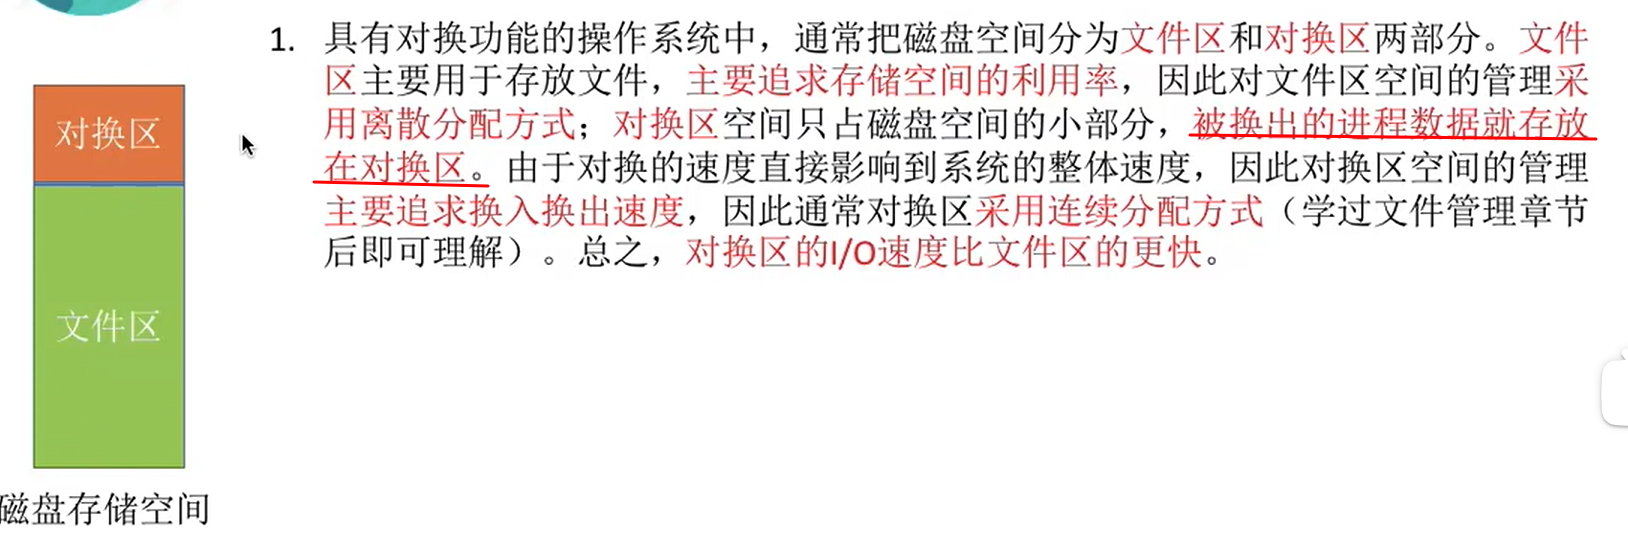 1. 具有对换功能的操作系统中，通常把磁盘空间分为文件区和对换区两部分。文件
区主要用于存放文件，主要追求存储空间的利用率，因此对文件区空间的管理采
用离散分配方式；对换区空间只占磁盘空间的小部分，被换出的进程数据就存放
在对换区。由于对换的速度直接影响到系统的整体速度，因此对换区空间的管理
主要追求换入换出速度，因此通常对换区采用连续分配方式（学过文件管理章节
后即可理解）。总之，对换区的I/O速度比文件区的更快。
对换区
文件区
磁盘存储空间